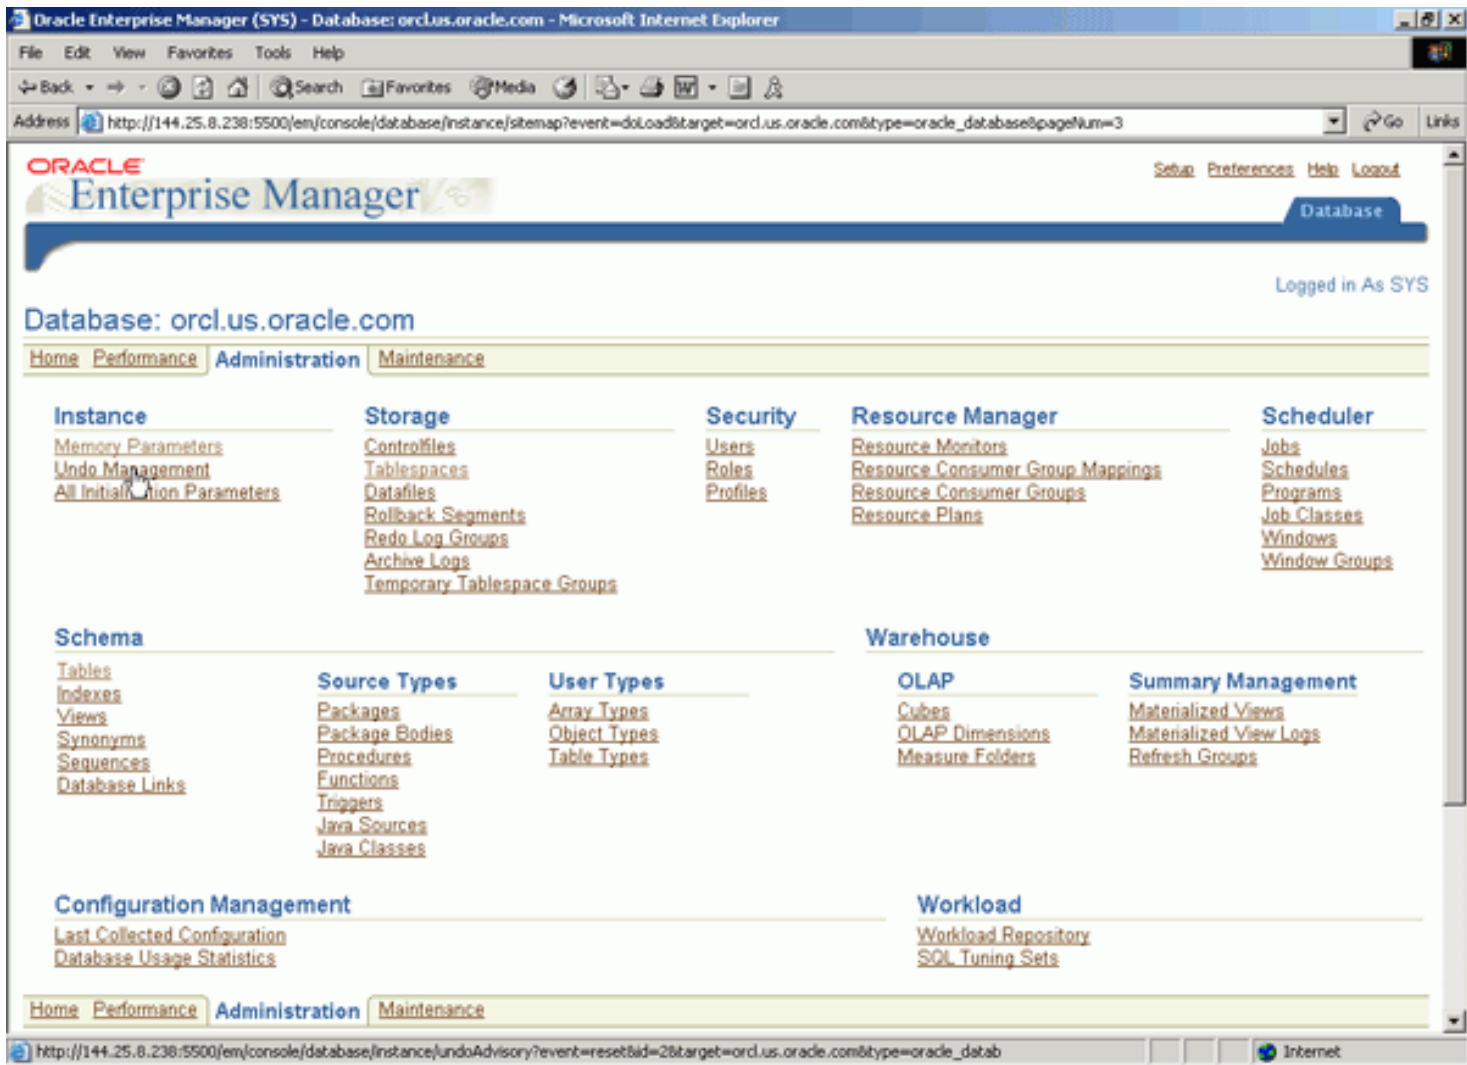 Oracle Enterprise Manager (SYS) - Database: orcl.us.oracle.com - Microsoft Internet Explorer
File Edit View Favorites Tools Help
Back Search Favorites Media
Address http://144.25.8.238:5500/em/console/database/instance/sitemap?event=doLoad&target=orcl.us.oracle.com&type=oracle_database&pageNum=3 Go Links
ORACLE
Enterprise Manager
Setup Preferences Help Logout
Database
Logged in As SYS
Database: orcl.us.oracle.com
Home Performance Administration Maintenance
Instance
Memory Parameters
Undo Management
All Initialization Parameters
Storage
Controlfiles
Tablespaces
Datafiles
Rollback Segments
Redo Log Groups
Archive Logs
Temporary Tablespace Groups
Security
Users
Roles
Profiles
Resource Manager
Resource Monitors
Resource Consumer Group Mappings
Resource Consumer Groups
Resource Plans
Scheduler
Jobs
Schedules
Programs
Job Classes
Windows
Window Groups
Schema
Tables
Indexes
Views
Synonyms
Sequences
Database Links
Source Types
Packages
Package Bodies
Procedures
Functions
Triggers
Java Sources
Java Classes
User Types
Array Types
Object Types
Table Types
Warehouse
OLAP
Cubes
OLAP Dimensions
Measure Folders
Summary Management
Materialized Views
Materialized View Logs
Refresh Groups
Configuration Management
Last Collected Configuration
Database Usage Statistics
Workload
Workload Repository
SQL Tuning Sets
Home Performance Administration Maintenance
http://144.25.8.238:5500/em/console/database/instance/undoAdvisory?event=reset&id=2&target=orcl.us.oracle.com&type=oracle_datab Internet